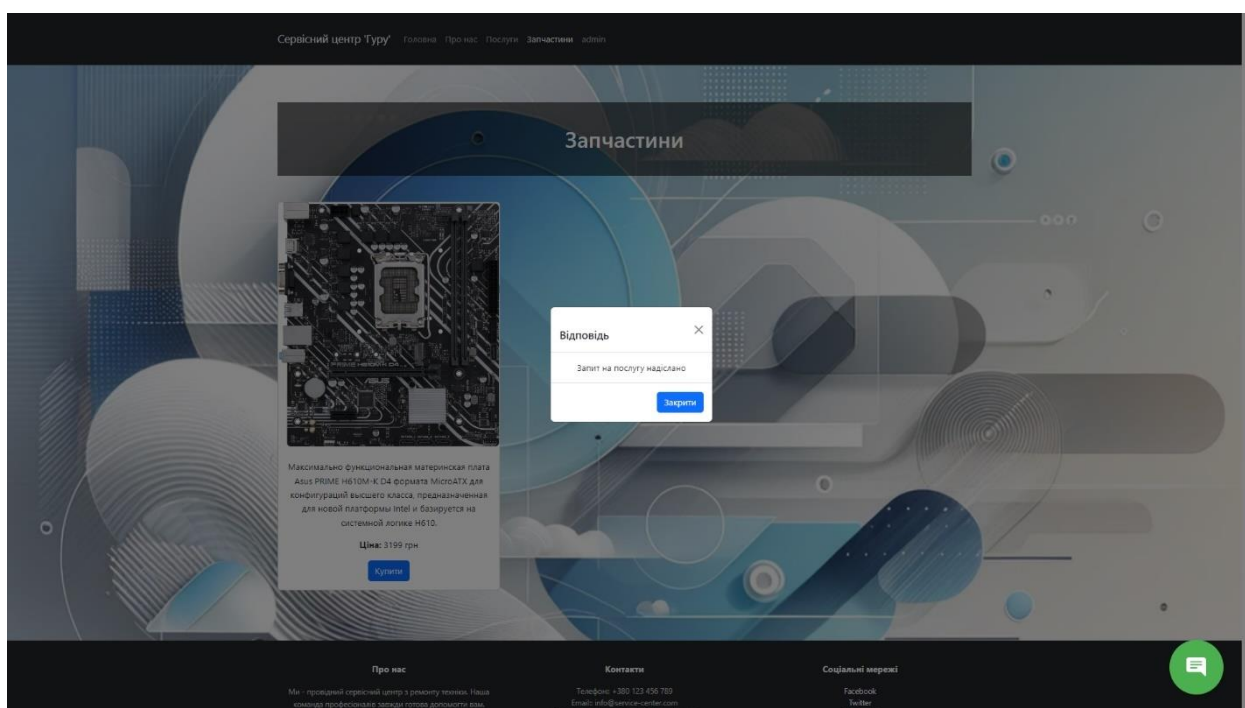 Сервісний центр 'Гуру' Головна Про нас Послуги Запчастини admin
Запчастини
PRIME H610M-K D4
Відповідь
Запит на послугу надіслано
Закрити
Максимально функциональная материнская плата
Asus PRIME H610M-K D4 формата MicroATX для
конфигураций высшего класса, предназначенная
для новой платформы Intel и базируется на
системной логике H610.
Ціна: 3199 грн
Купити
Про нас
Ми - провідний сервісний центр з ремонту техніки. Наша
команда професіоналів завжди готова допомогти вам.
Контакти
Телефон: +380 123 456 789
Email: info@service-center.com
Соціальні мережі
Facebook
Twitter